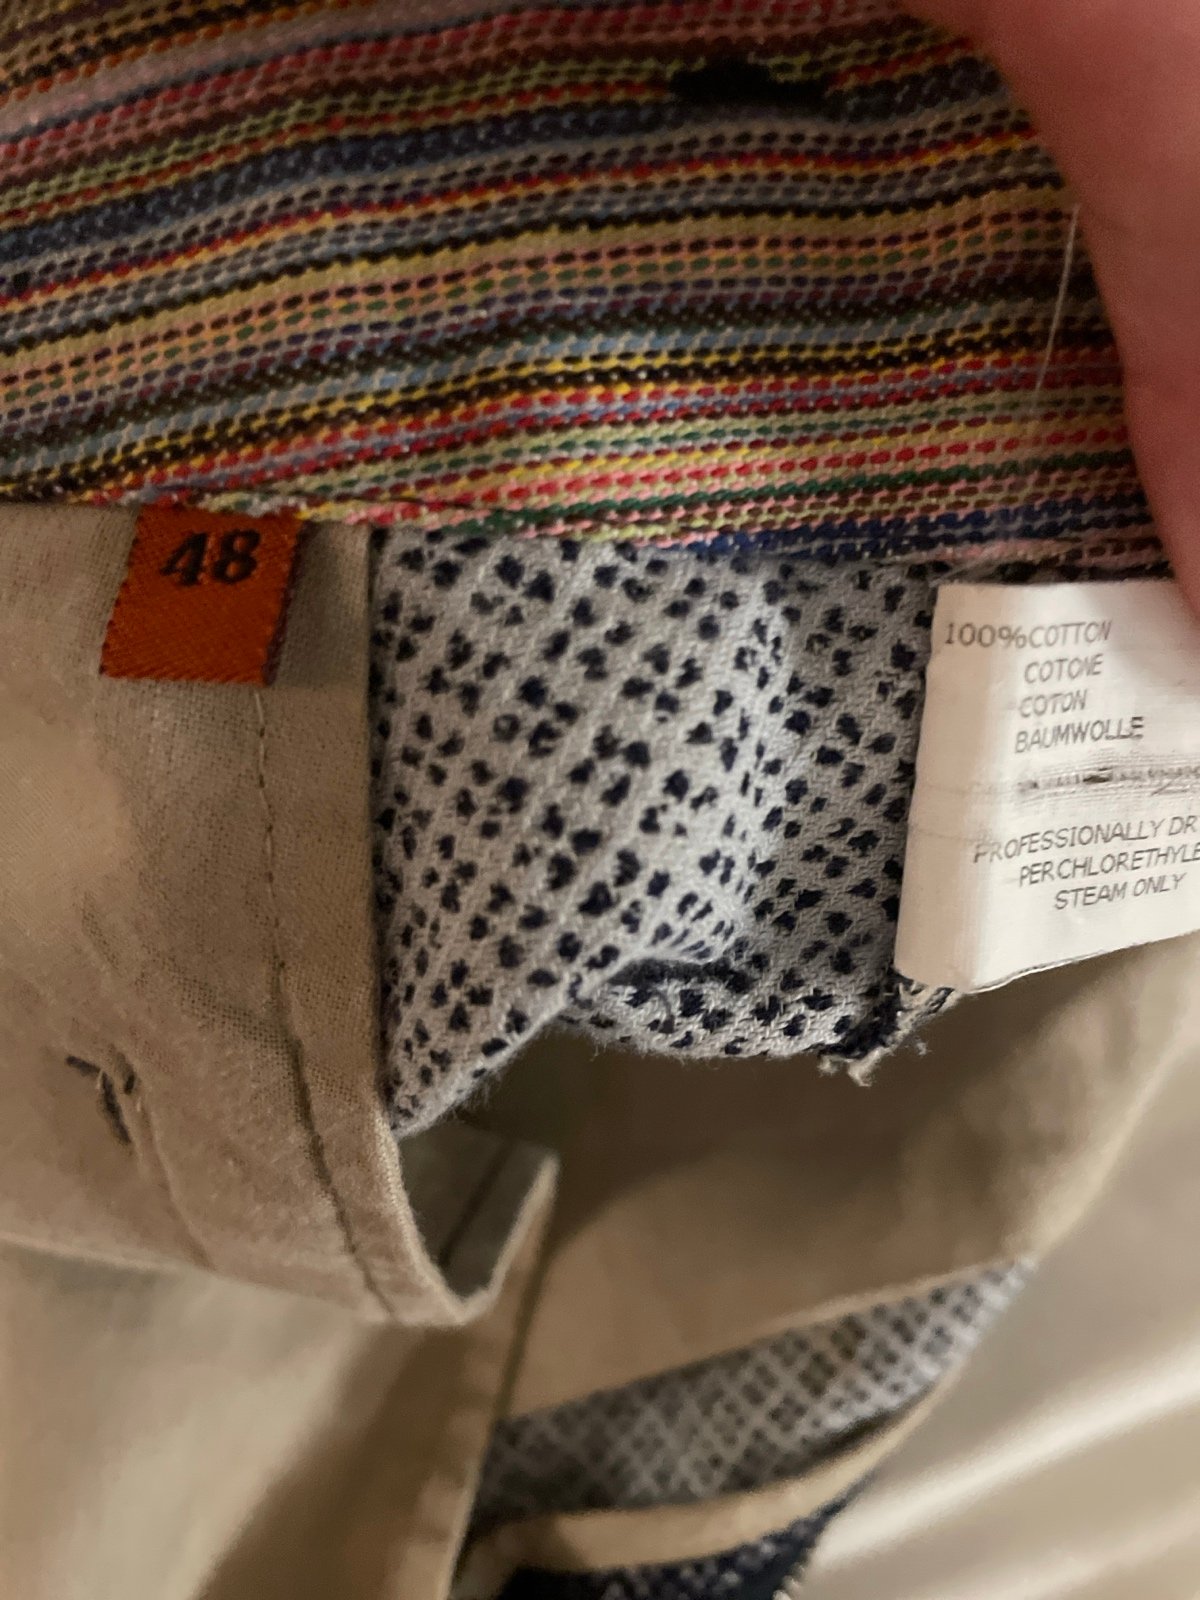 48
100%COTTON
COTONE
COTON
BAUMWOLLE
PROFESSIONALLY DR
PERCHLORETHYLE
STEAM ONLY